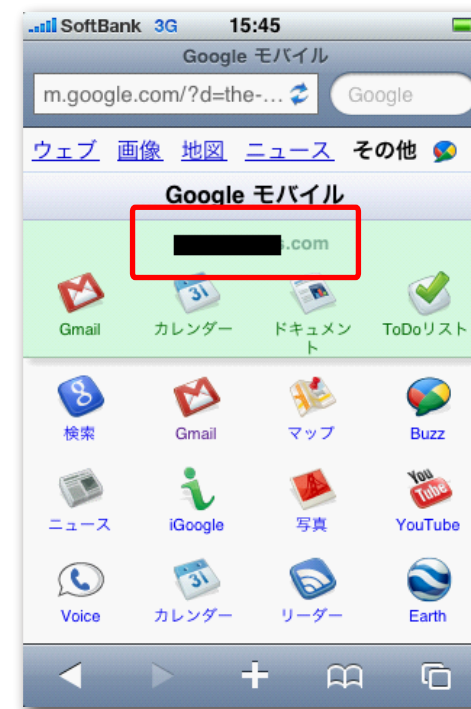 SoftBank 3G 15:45
Google モバイル
m.google.com/?d=the-... Google
ウェブ 画像 地図 ニュース その他
Google モバイル
s.com
Gmail カレンダー ドキュメント ToDoリスト
検索 Gmail マップ Buzz
ニュース iGoogle 写真 YouTube
Voice カレンダー リーダー Earth